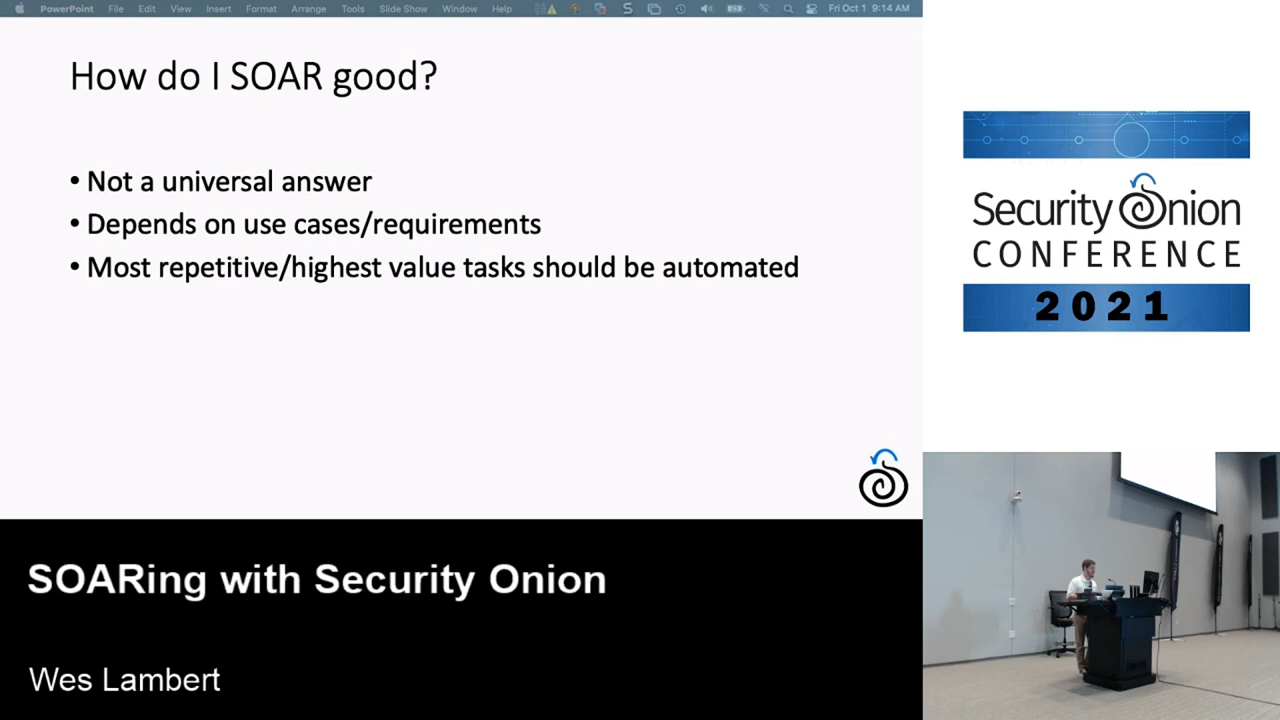 PowerPoint File Edit View Insert Format Arrange Tools Slide Show Window Help Fri Oct 1 9:14 AM
How do I SOAR good?
• Not a universal answer
• Depends on use cases/requirements
• Most repetitive/highest value tasks should be automated
Security Onion
CONFERENCE
2021
SOARing with Security Onion
Wes Lambert